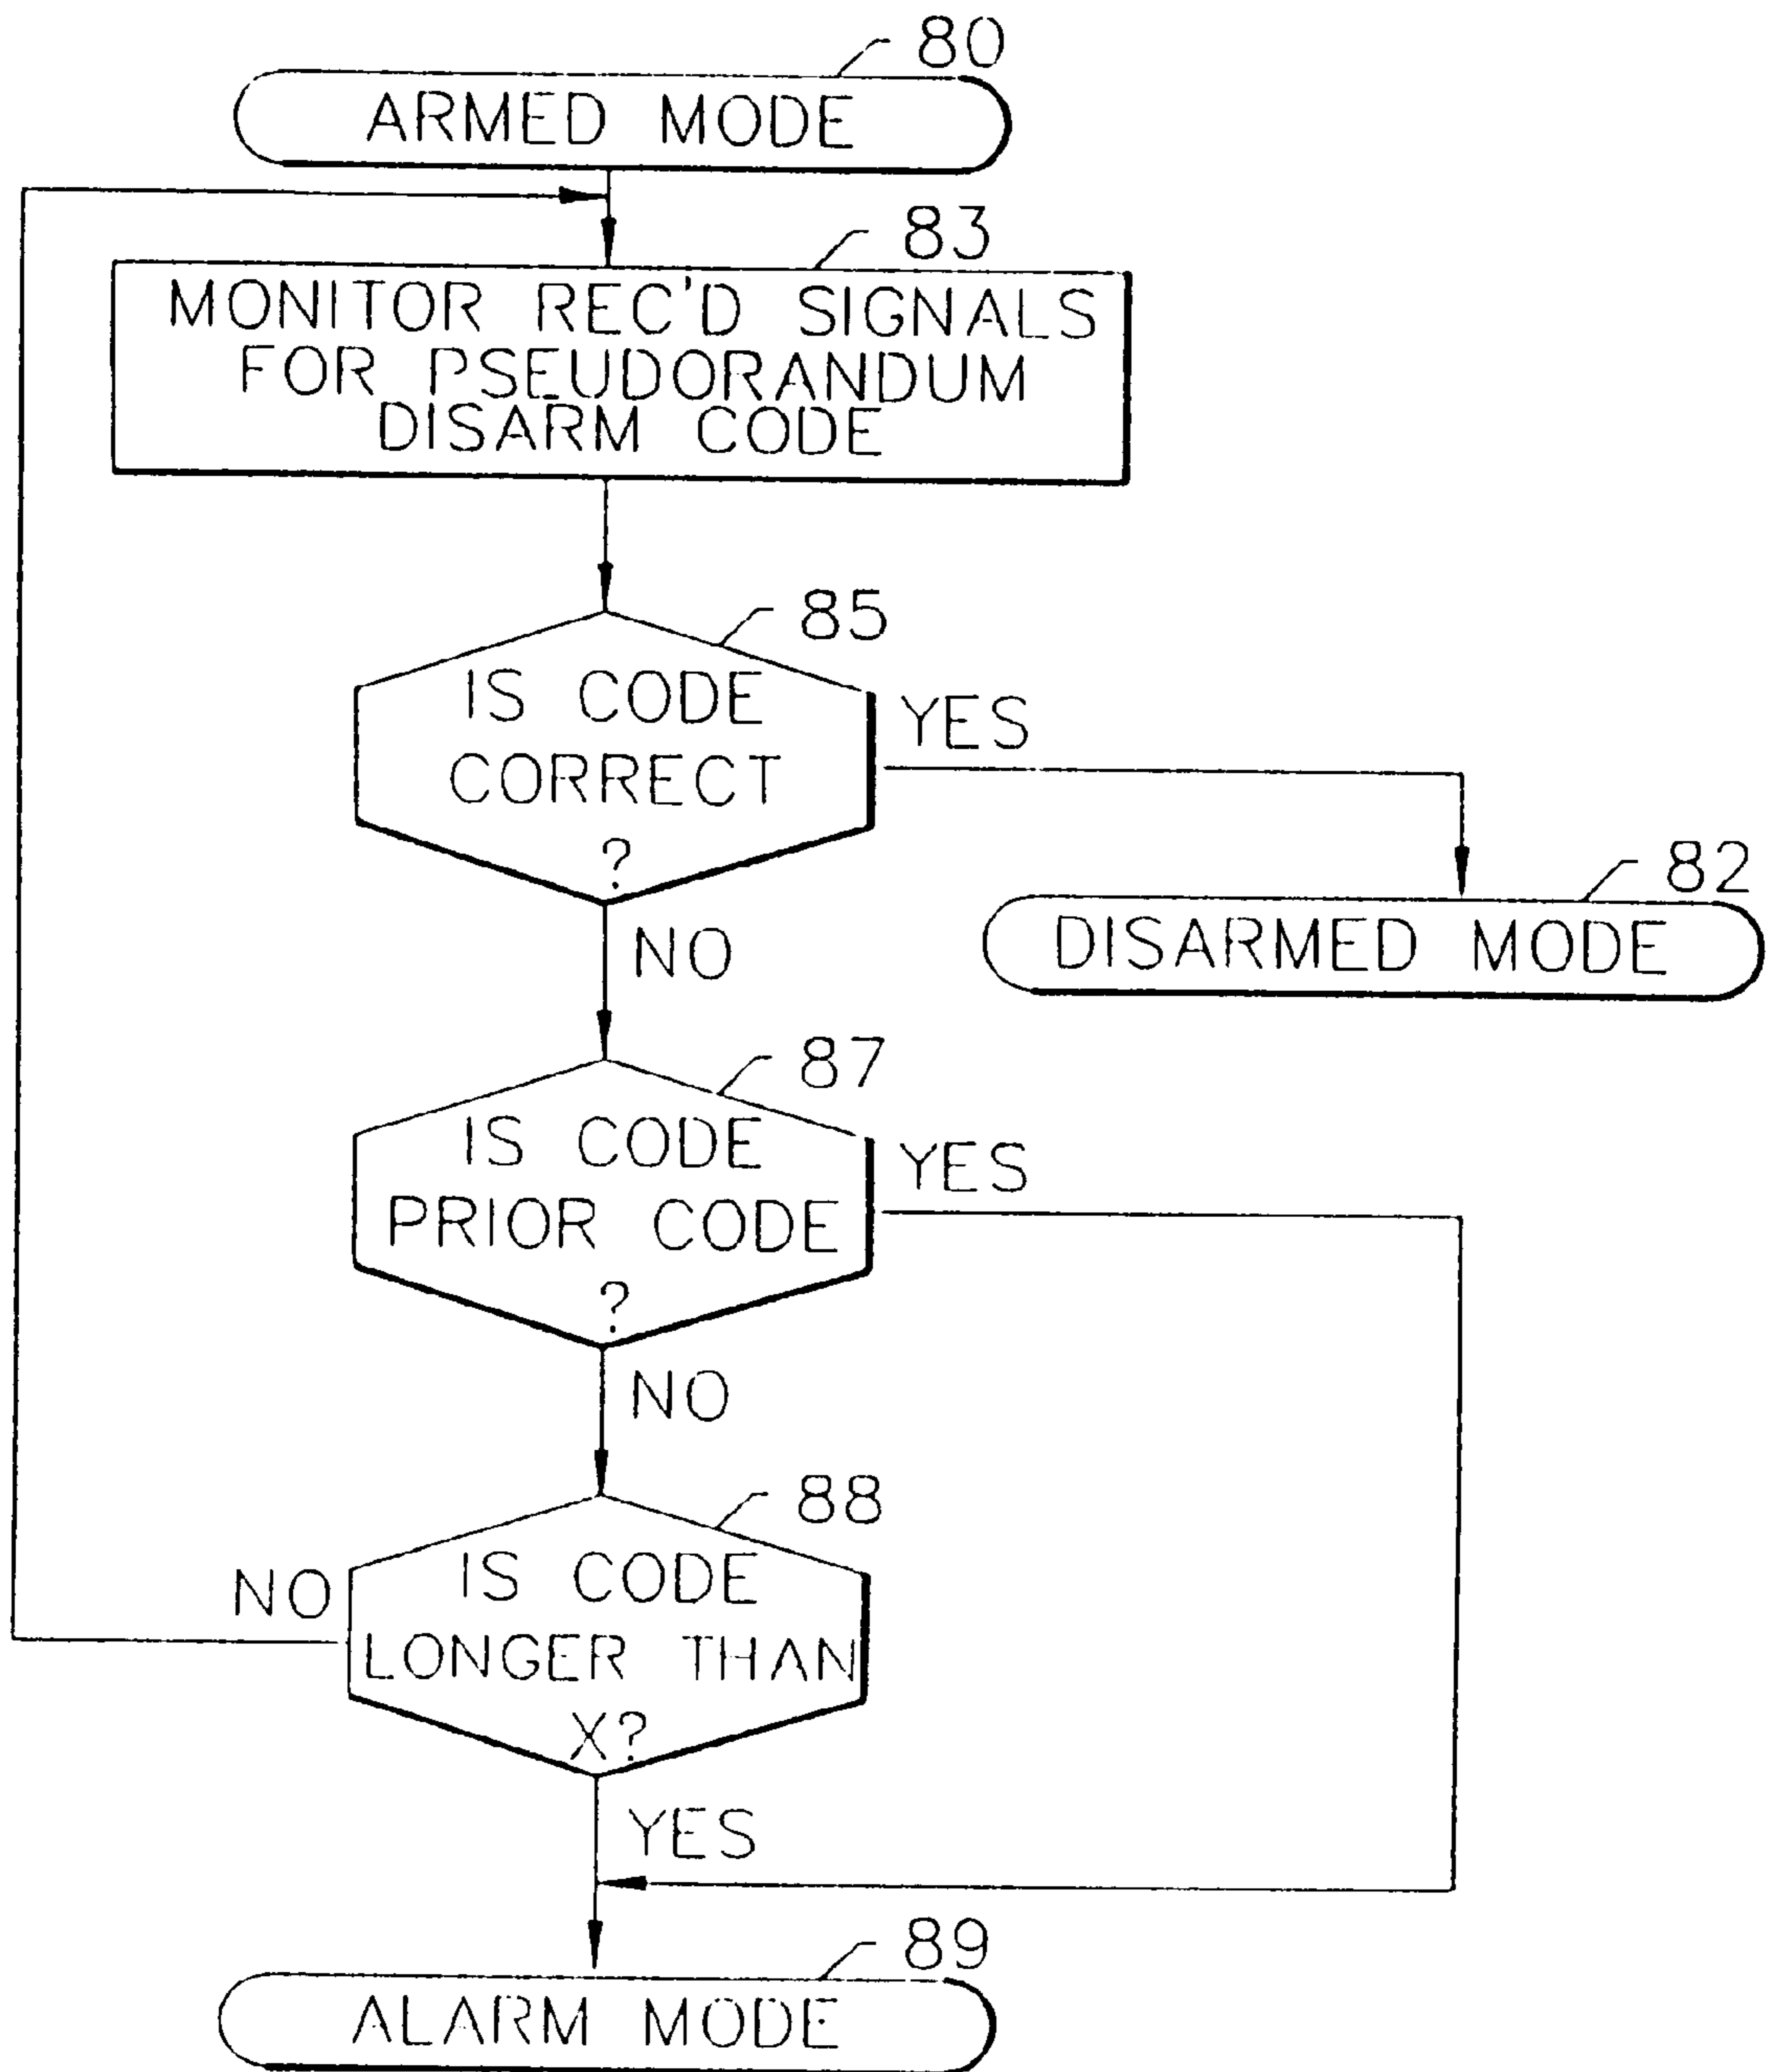 80
ARMED MODE
83
MONITOR REC'D SIGNALS
FOR PSEUDORANDUM
DISARM CODE
85
IS CODE
CORRECT
?
YES
82
DISARMED MODE
NO
87
IS CODE
PRIOR CODE
?
YES
NO
88
IS CODE
LONGER THAN
X?
NO
YES
89
ALARM MODE